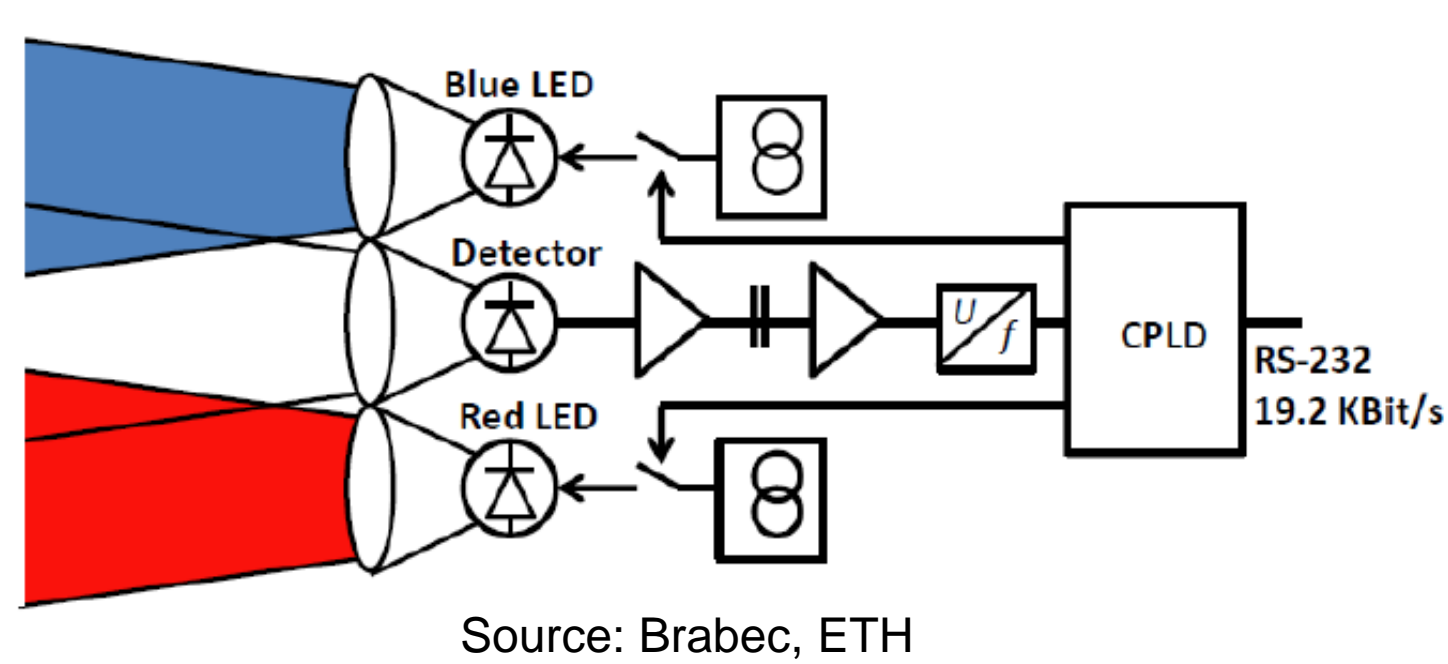 Blue LED
Detector
U
f
CPLD
RS-232
19.2 KBit/s
Red LED
Source: Brabec, ETH